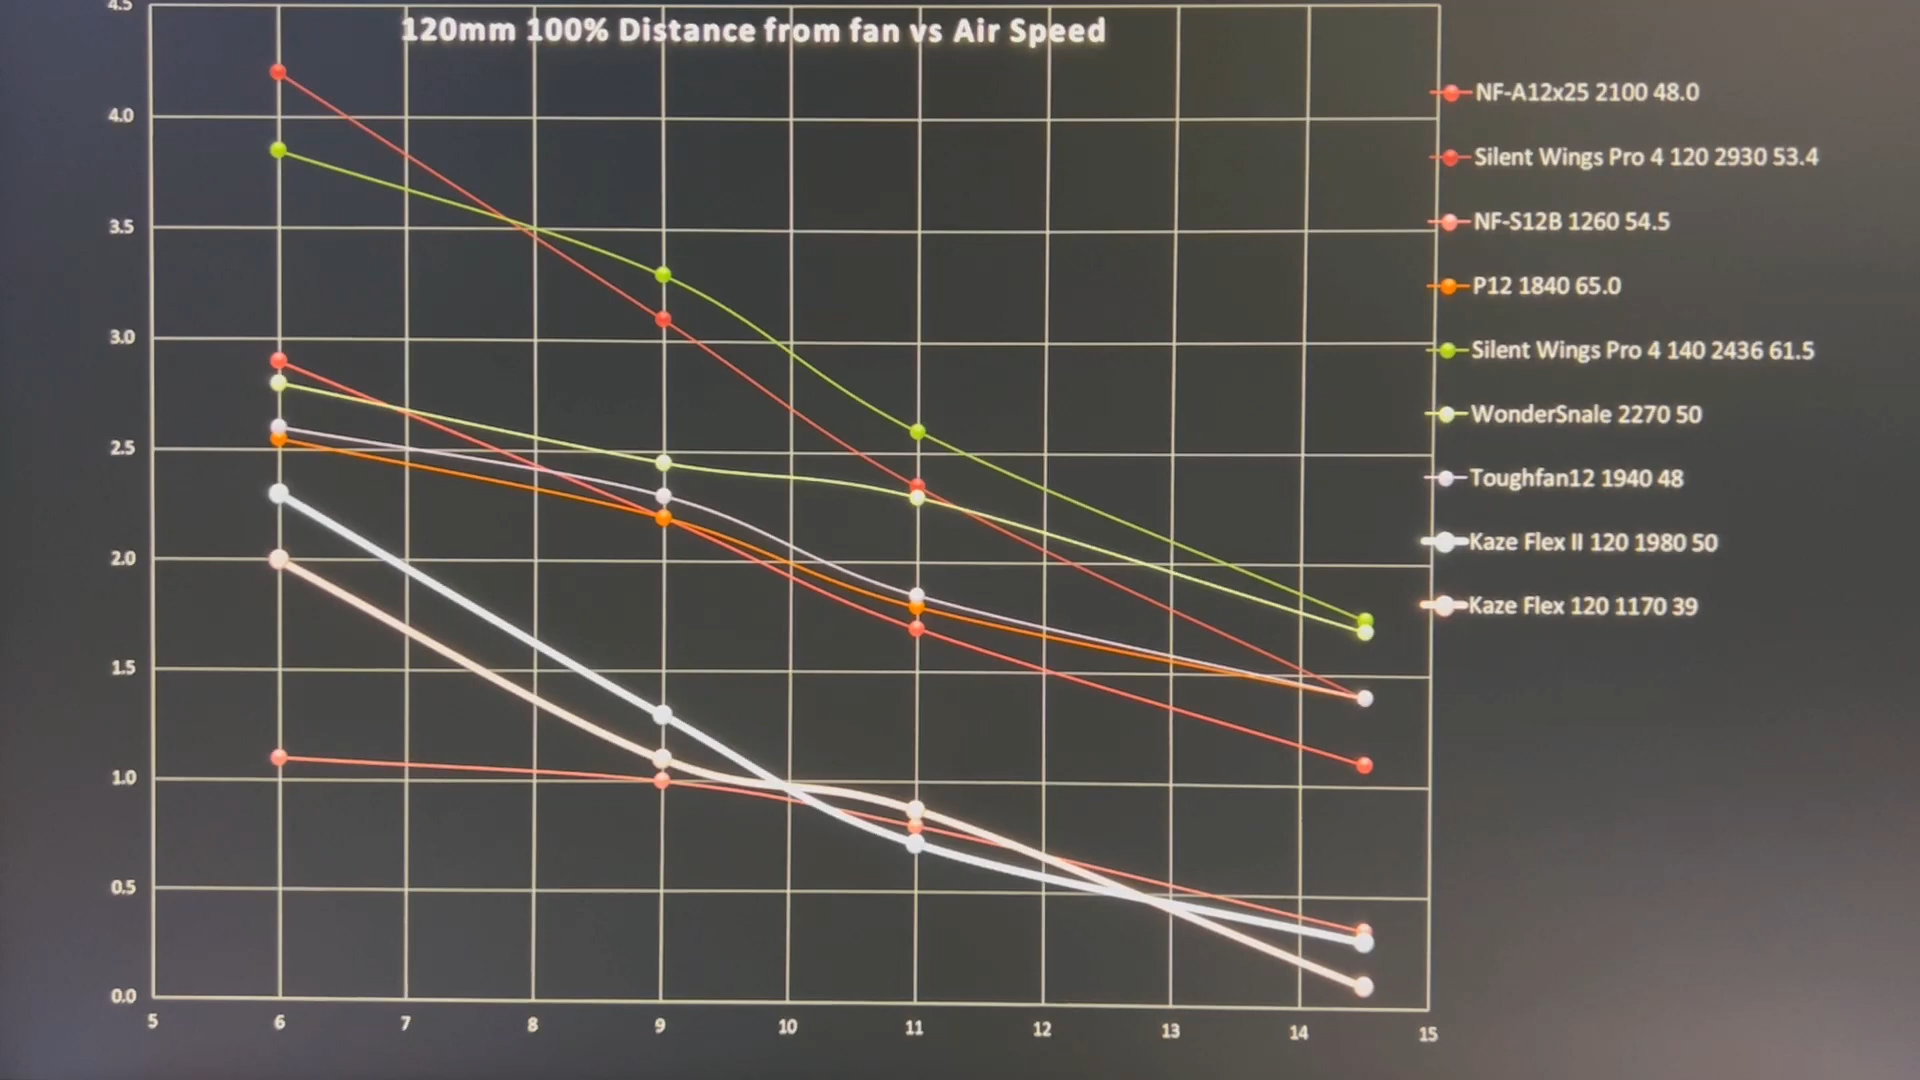 120mm 100% Distance from fan vs Air Speed
4.5
4.0
3.5
3.0
2.5
2.0
1.5
1.0
0.5
0.0
5 6 7 8 9 10 11 12 13 14 15
NF-A12x25 2100 48.0
Silent Wings Pro 4 120 2930 53.4
NF-S12B 1260 54.5
P12 1840 65.0
Silent Wings Pro 4 140 2436 61.5
WonderSnale 2270 50
Toughfan12 1940 48
Kaze Flex II 120 1980 50
Kaze Flex 120 1170 39